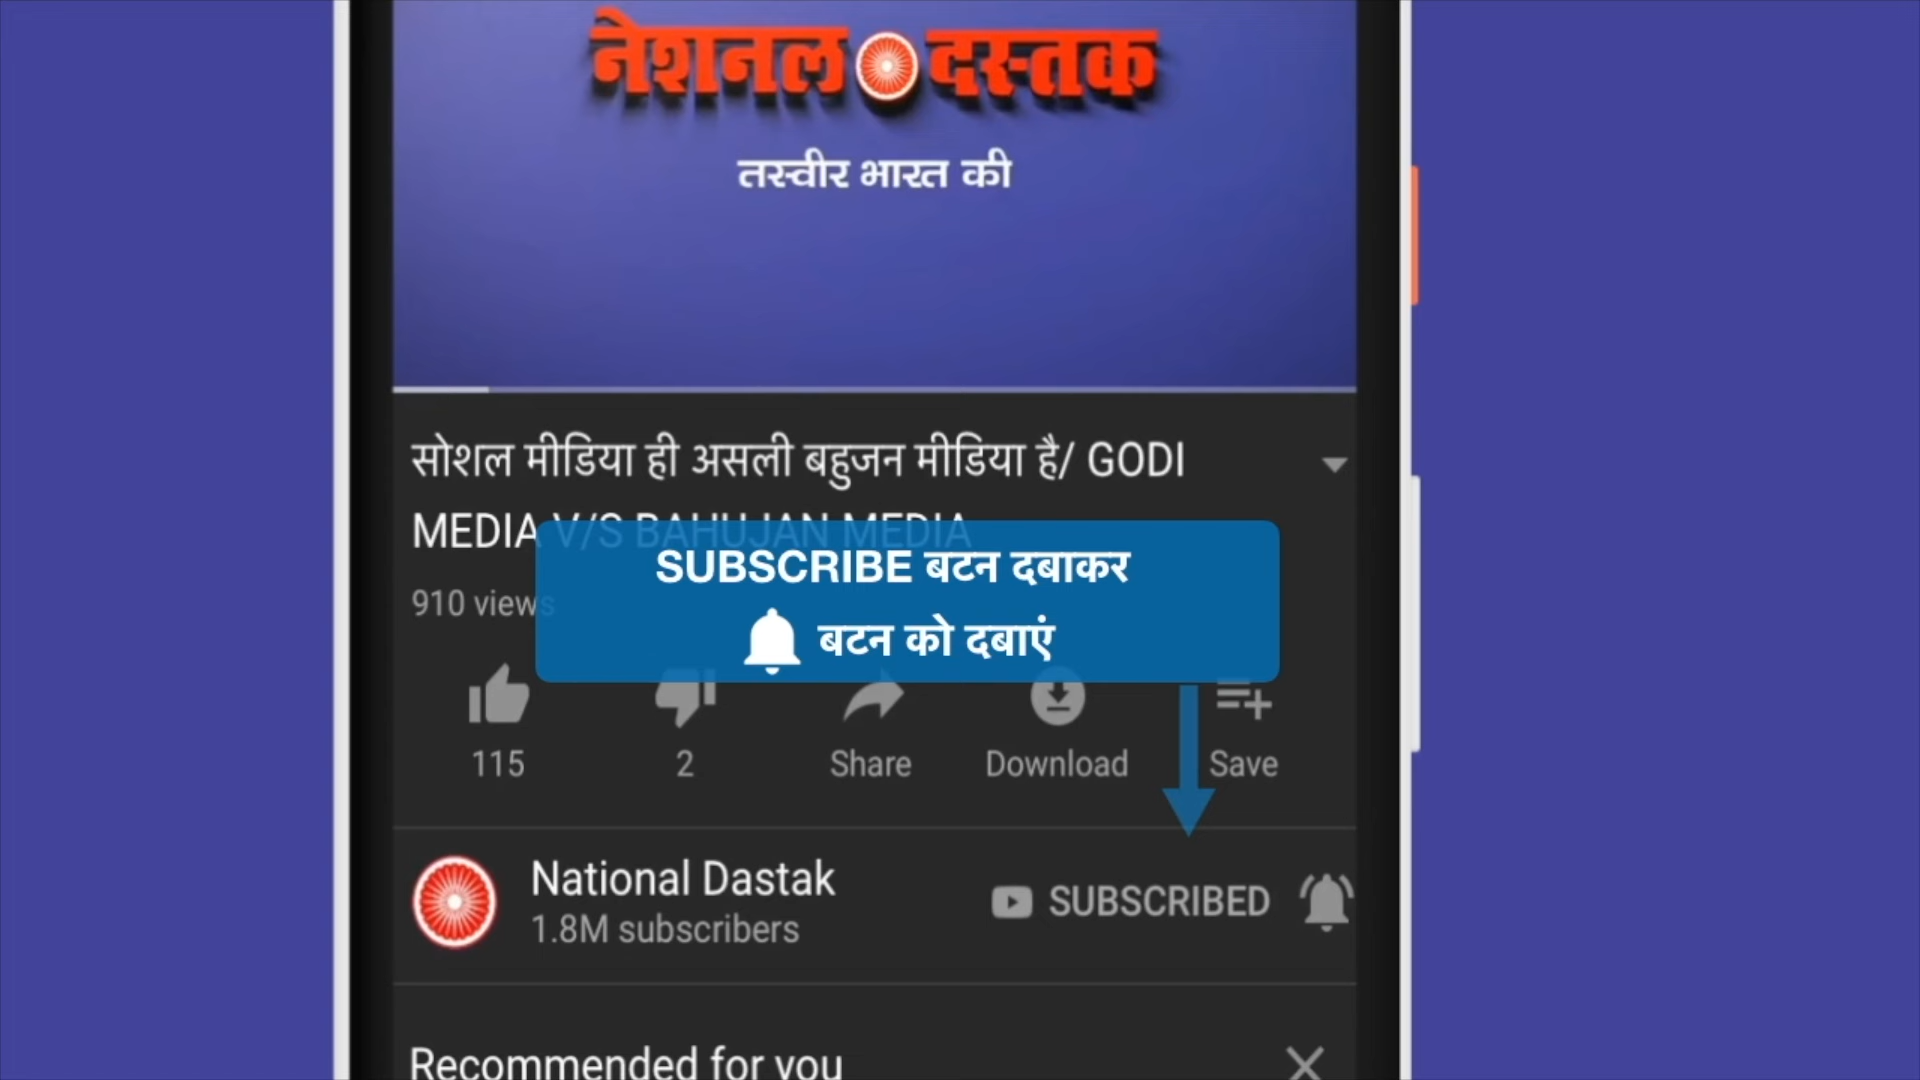 नेशनल दस्तक
तस्वीर भारत की
सोशल मीडिया ही असली बहुजन मीडिया है/ GODI
MEDIA V/S BAHUJAN MEDIA
SUBSCRIBE बटन दबाकर
बटन को दबाएं
910 views
115
2
Share
Download
Save
National Dastak
1.8M subscribers
SUBSCRIBED
Recommended for you